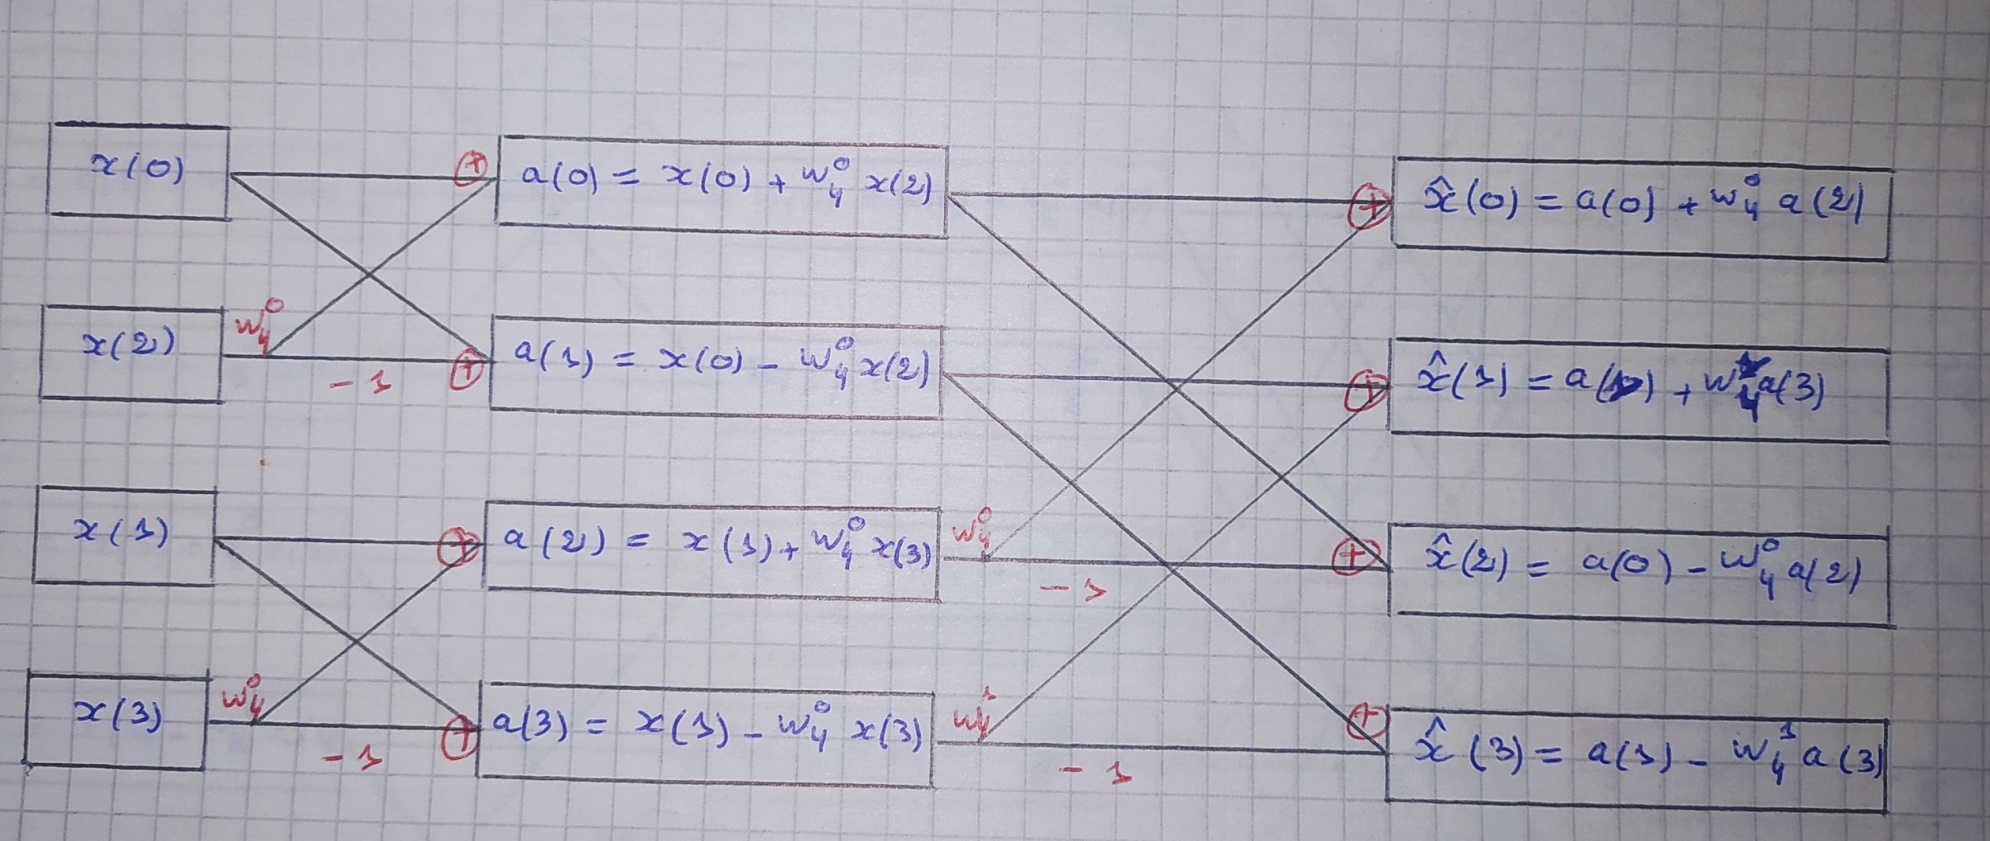 x(0)
⊕
a(0) = x(0) + w₄⁰ x(2)
⊕
x̂(0) = a(0) + w₄⁰ a(2)
x(2)
w₄⁰
-1
⊕
a(1) = x(0) - w₄⁰ x(2)
⊕
x̂(1) = a( ) + w₄ a(3)
x(1)
⊕
a(2) = x(1) + w₄⁰ x(3)
w₄⁰
-1
⊕
x̂(2) = a(0) - w₄⁰ a(2)
x(3)
w₄⁰
-1
⊕
a(3) = x(1) - w₄⁰ x(3)
w₄¹
-1
⊕
x̂(3) = a(1) - w₄¹ a(3)